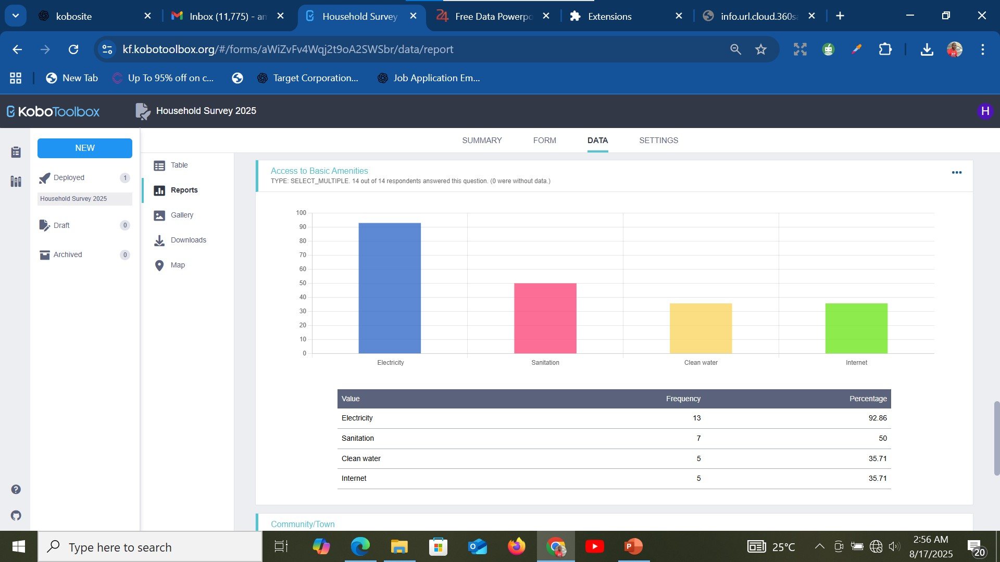 kobosite
Inbox (11,775) - am
Household Survey
Free Data Powerpo
Extensions
info.url.cloud.360s
kf.kobotoolbox.org/#/forms/aWiZvFv4Wqj2t9oA2SWSbr/data/report
New Tab
Up To 95% off on c...
Target Corporation...
Job Application Em...
KoboToolbox
Household Survey 2025
H
SUMMARY
FORM
DATA
SETTINGS
NEW
Deployed 1
Household Survey 2025
Draft 0
Archived 0
Table
Reports
Gallery
Downloads
Map
Access to Basic Amenities
TYPE: SELECT_MULTIPLE. 14 out of 14 respondents answered this question. (0 were without data.)
100
90
80
70
60
50
40
30
20
10
0
Electricity
Sanitation
Clean water
Internet
Value Frequency Percentage
Electricity 13 92.86
Sanitation 7 50
Clean water 5 35.71
Internet 5 35.71
Community/Town
Type here to search
25°C
2:56 AM
8/17/2025
20